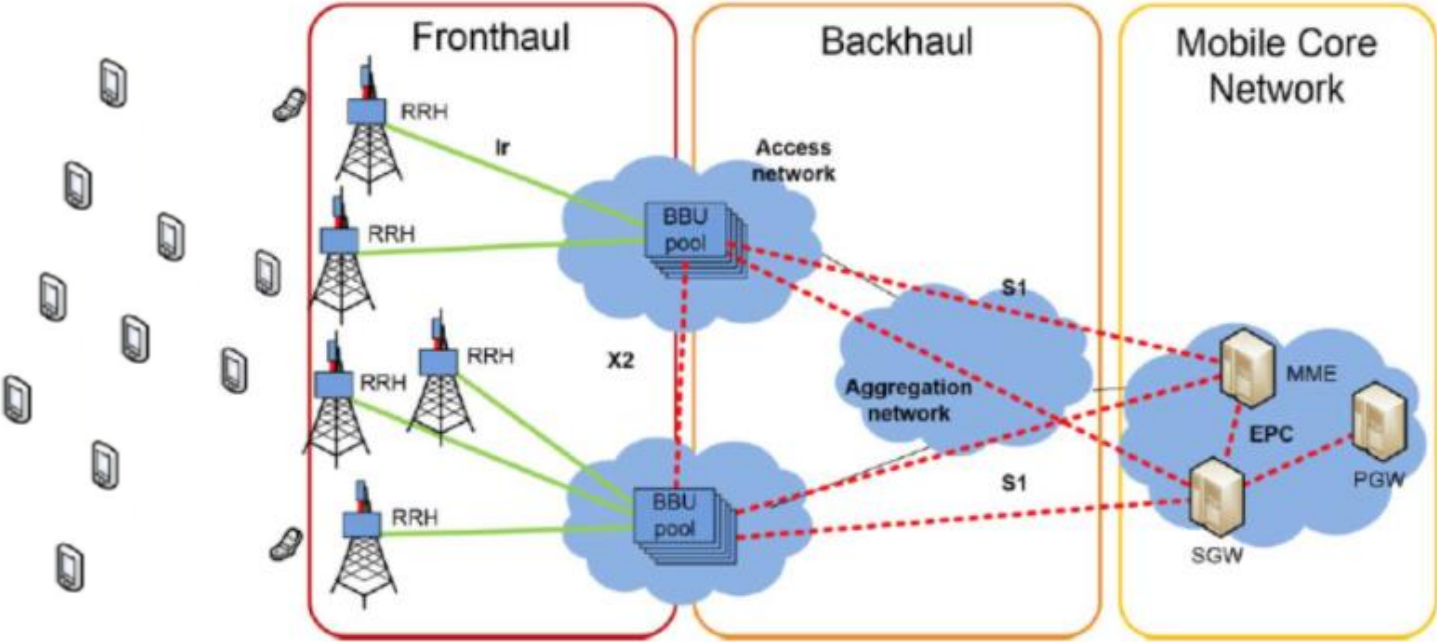 Fronthaul
Backhaul
Mobile Core
Network
RRH
Ir
Access
network
BBU
pool
RRH
S1
RRH
X2
RRH
MME
Aggregation
network
EPC
PGW
S1
BBU
pool
RRH
SGW